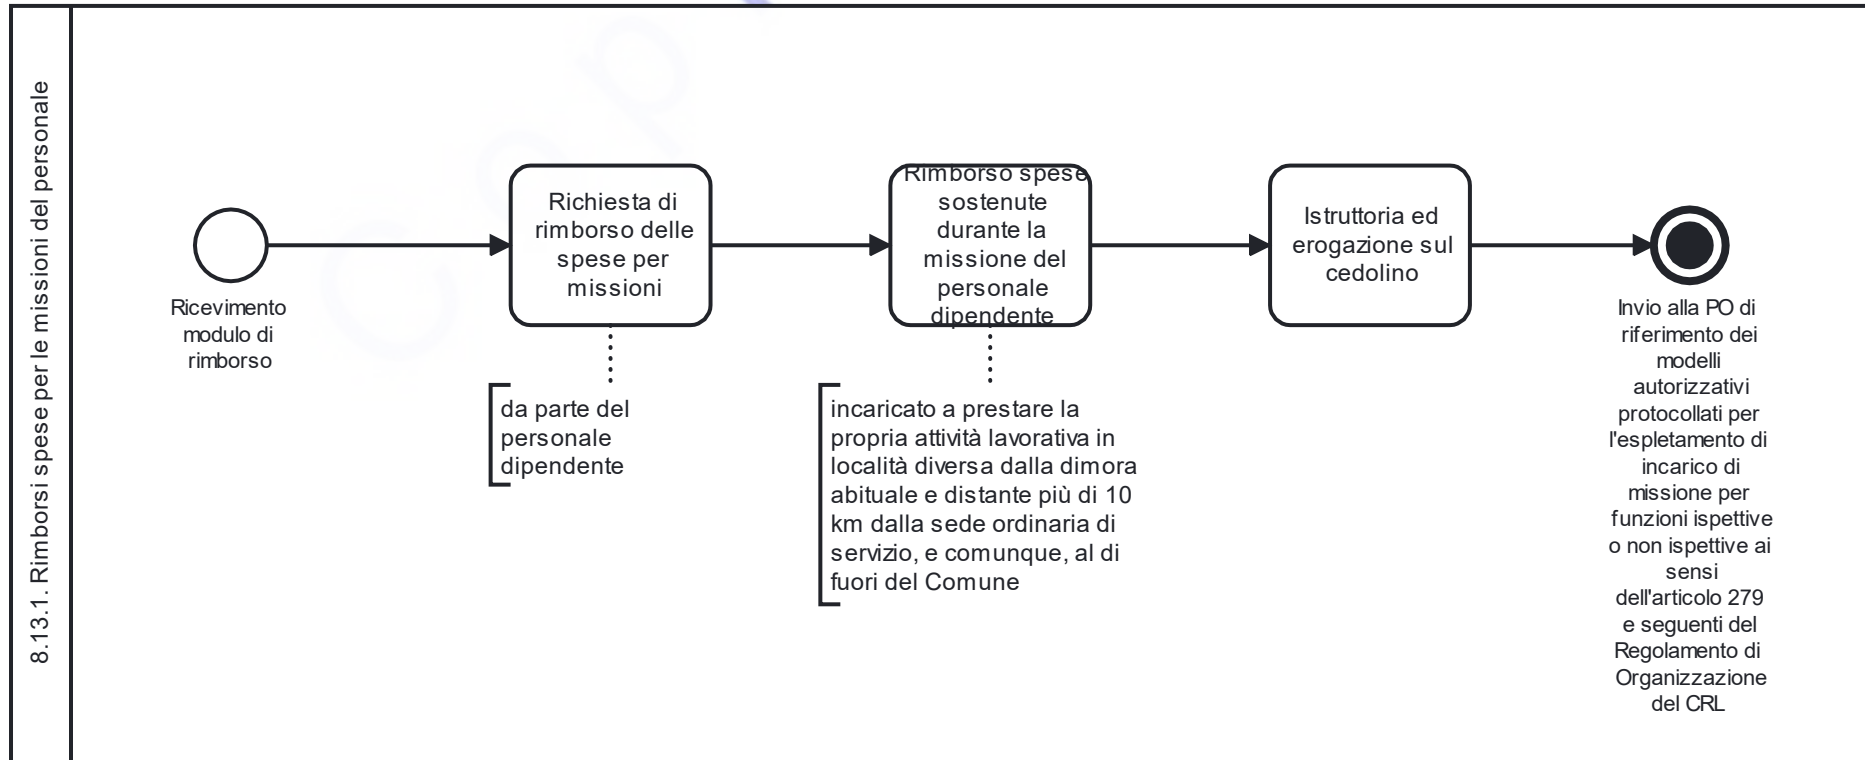 8.13.1. Rimborsi spese per le missioni del personale
Ricevimento
modulo di
rimborso
Richiesta di
rimborso delle
spese per
missioni
da parte del
personale
dipendente
Rimborso spese
sostenute
durante la
missione del
personale
dipendente
incaricato a prestare la
propria attività lavorativa in
località diversa dalla dimora
abituale e distante più di 10
km dalla sede ordinaria di
servizio, e comunque, al di
fuori del Comune
Istruttoria ed
erogazione sul
cedolino
Invio alla PO di
riferimento dei
modelli
autorizzativi
protocollati per
l'espletamento di
incarico di
missione per
funzioni ispettive
o non ispettive ai
sensi
dell'articolo 279
e seguenti del
Regolamento di
Organizzazione
del CRL